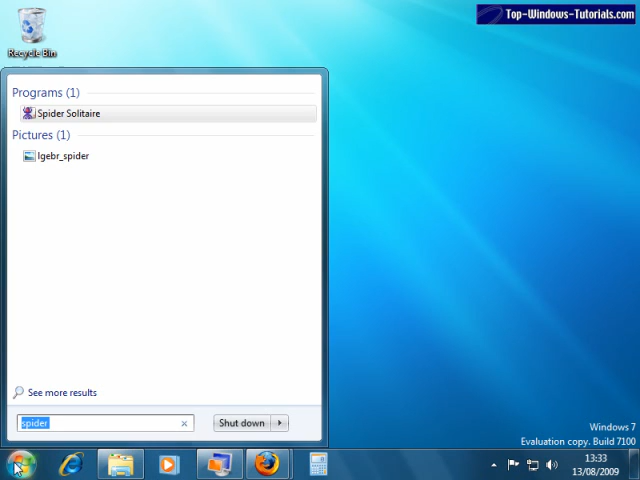 Top-Windows-Tutorials.com
Recycle Bin
Programs (1)
Spider Solitaire
Pictures (1)
lgebr_spider
See more results
spider
Shut down
Windows 7
Evaluation copy. Build 7100
13:33
13/08/2009